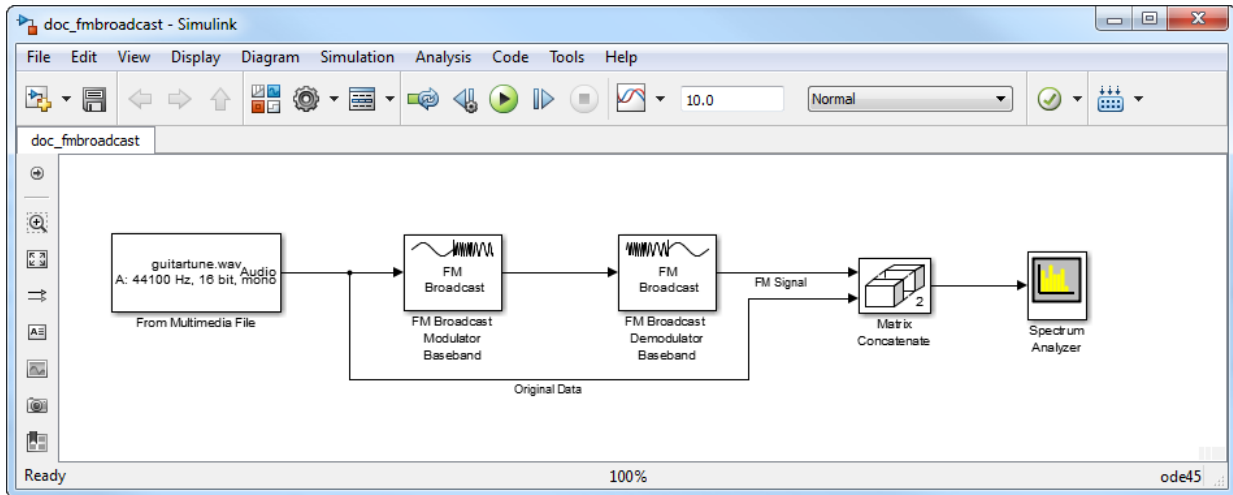 doc_fmbroadcast - Simulink
File Edit View Display Diagram Simulation Analysis Code Tools Help
10.0 Normal
doc_fmbroadcast
guitartune.wav
A: 44100 Hz, 16 bit, mono
Audio
From Multimedia File
FM
Broadcast
FM Broadcast
Modulator
Baseband
FM
Broadcast
FM Broadcast
Demodulator
Baseband
FM Signal
Original Data
2
Matrix
Concatenate
Spectrum
Analyzer
Ready 100% ode45